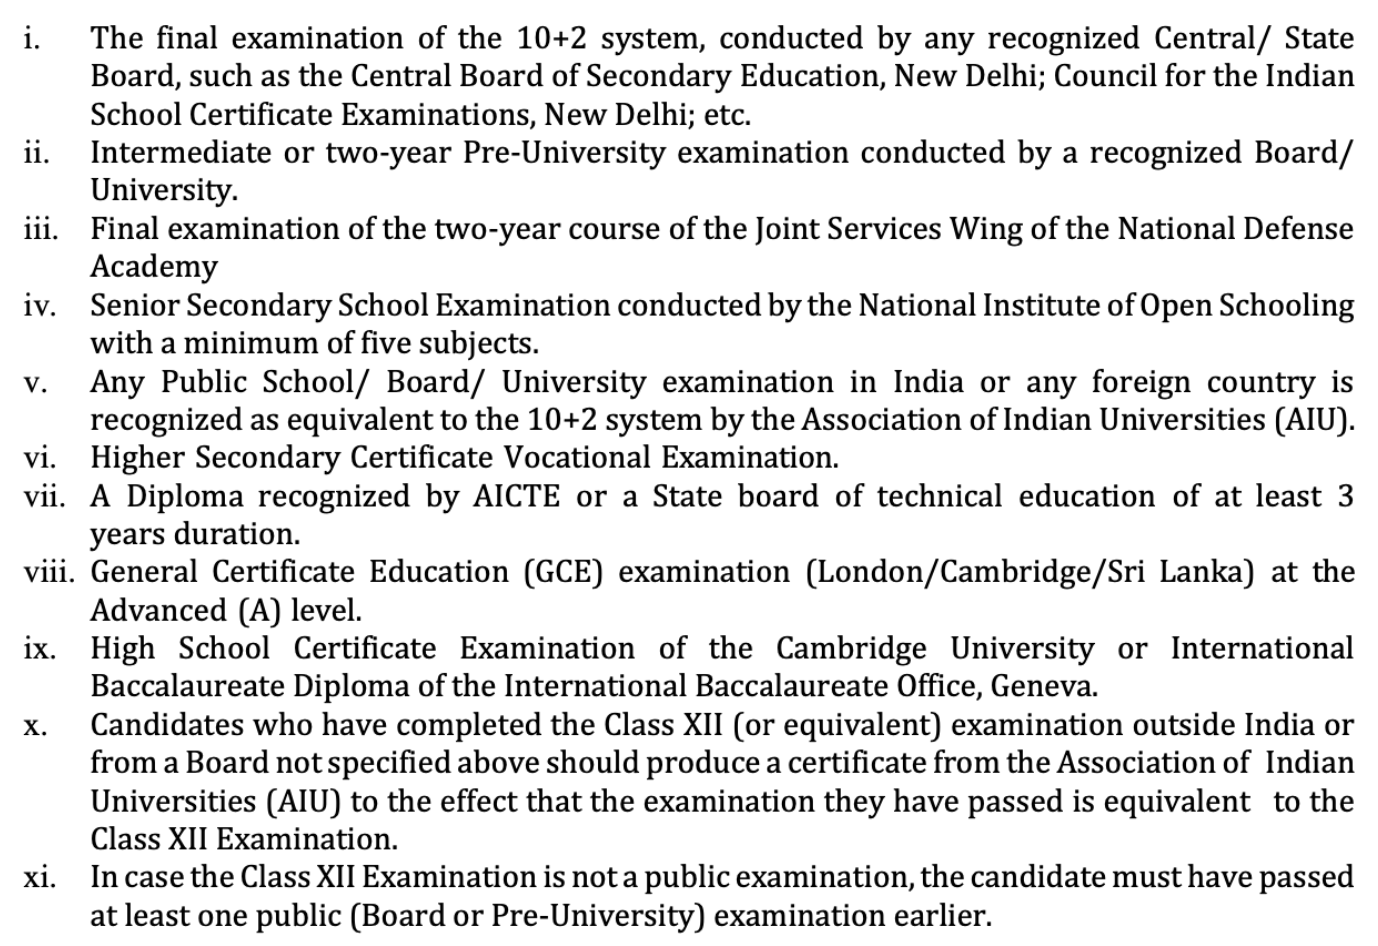 i. The final examination of the 10+2 system, conducted by any recognized Central/ State
Board, such as the Central Board of Secondary Education, New Delhi; Council for the Indian
School Certificate Examinations, New Delhi; etc.
ii. Intermediate or two-year Pre-University examination conducted by a recognized Board/
University.
iii. Final examination of the two-year course of the Joint Services Wing of the National Defense
Academy
iv. Senior Secondary School Examination conducted by the National Institute of Open Schooling
with a minimum of five subjects.
v. Any Public School/ Board/ University examination in India or any foreign country is
recognized as equivalent to the 10+2 system by the Association of Indian Universities (AIU).
vi. Higher Secondary Certificate Vocational Examination.
vii. A Diploma recognized by AICTE or a State board of technical education of at least 3
years duration.
viii. General Certificate Education (GCE) examination (London/Cambridge/Sri Lanka) at the
Advanced (A) level.
ix. High School Certificate Examination of the Cambridge University or International
Baccalaureate Diploma of the International Baccalaureate Office, Geneva.
x. Candidates who have completed the Class XII (or equivalent) examination outside India or
from a Board not specified above should produce a certificate from the Association of Indian
Universities (AIU) to the effect that the examination they have passed is equivalent to the
Class XII Examination.
xi. In case the Class XII Examination is not a public examination, the candidate must have passed
at least one public (Board or Pre-University) examination earlier.